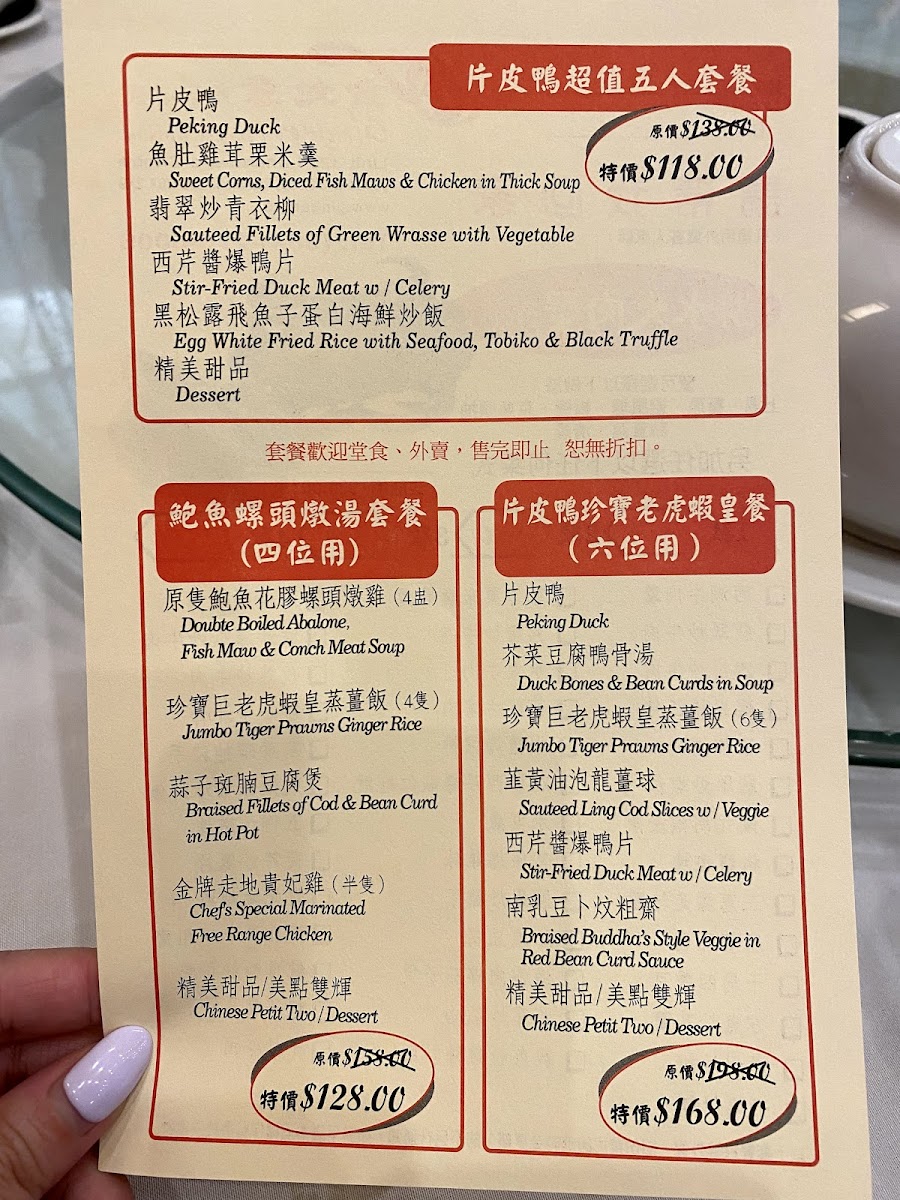 片皮鴨超值五人套餐
原價$138.00
特價$118.00
片皮鴨
Peking Duck
魚肚雞茸栗米羹
Sweet Corns, Diced Fish Maws & Chicken in Thick Soup
翡翠炒青衣柳
Sauteed Fillets of Green Wrasse with Vegetable
西芹醬爆鴨片
Stir-Fried Duck Meat w / Celery
黑松露飛魚子蛋白海鮮炒飯
Egg White Fried Rice with Seafood, Tobiko & Black Truffle
精美甜品
Dessert
套餐歡迎堂食、外賣，售完即止 恕無折扣。
鮑魚螺頭燉湯套餐
(四位用)
原隻鮑魚花膠螺頭燉雞 (4盅)
Doubte Boiled Abalone,
Fish Maw & Conch Meat Soup
珍寶巨老虎蝦皇蒸薑飯 (4隻)
Jumbo Tiger Prawns Ginger Rice
蒜子斑腩豆腐煲
Braised Fillets of Cod & Bean Curd
in Hot Pot
金牌走地貴妃雞 (半隻)
Chef's Special Marinated
Free Range Chicken
精美甜品/美點雙輝
Chinese Petit Two / Dessert
原價$158.00
特價$128.00
片皮鴨珍寶老虎蝦皇餐
(六位用)
片皮鴨
Peking Duck
芥菜豆腐鴨骨湯
Duck Bones & Bean Curds in Soup
珍寶巨老虎蝦皇蒸薑飯 (6隻)
Jumbo Tiger Prawns Ginger Rice
韮黃油泡龍躉球
Sauteed Ling Cod Slices w / Veggie
西芹醬爆鴨片
Stir-Fried Duck Meat w / Celery
南乳豆卜炆粗齋
Braised Buddha's Style Veggie in
Red Bean Curd Sauce
精美甜品/美點雙輝
Chinese Petit Two / Dessert
原價$198.00
特價$168.00